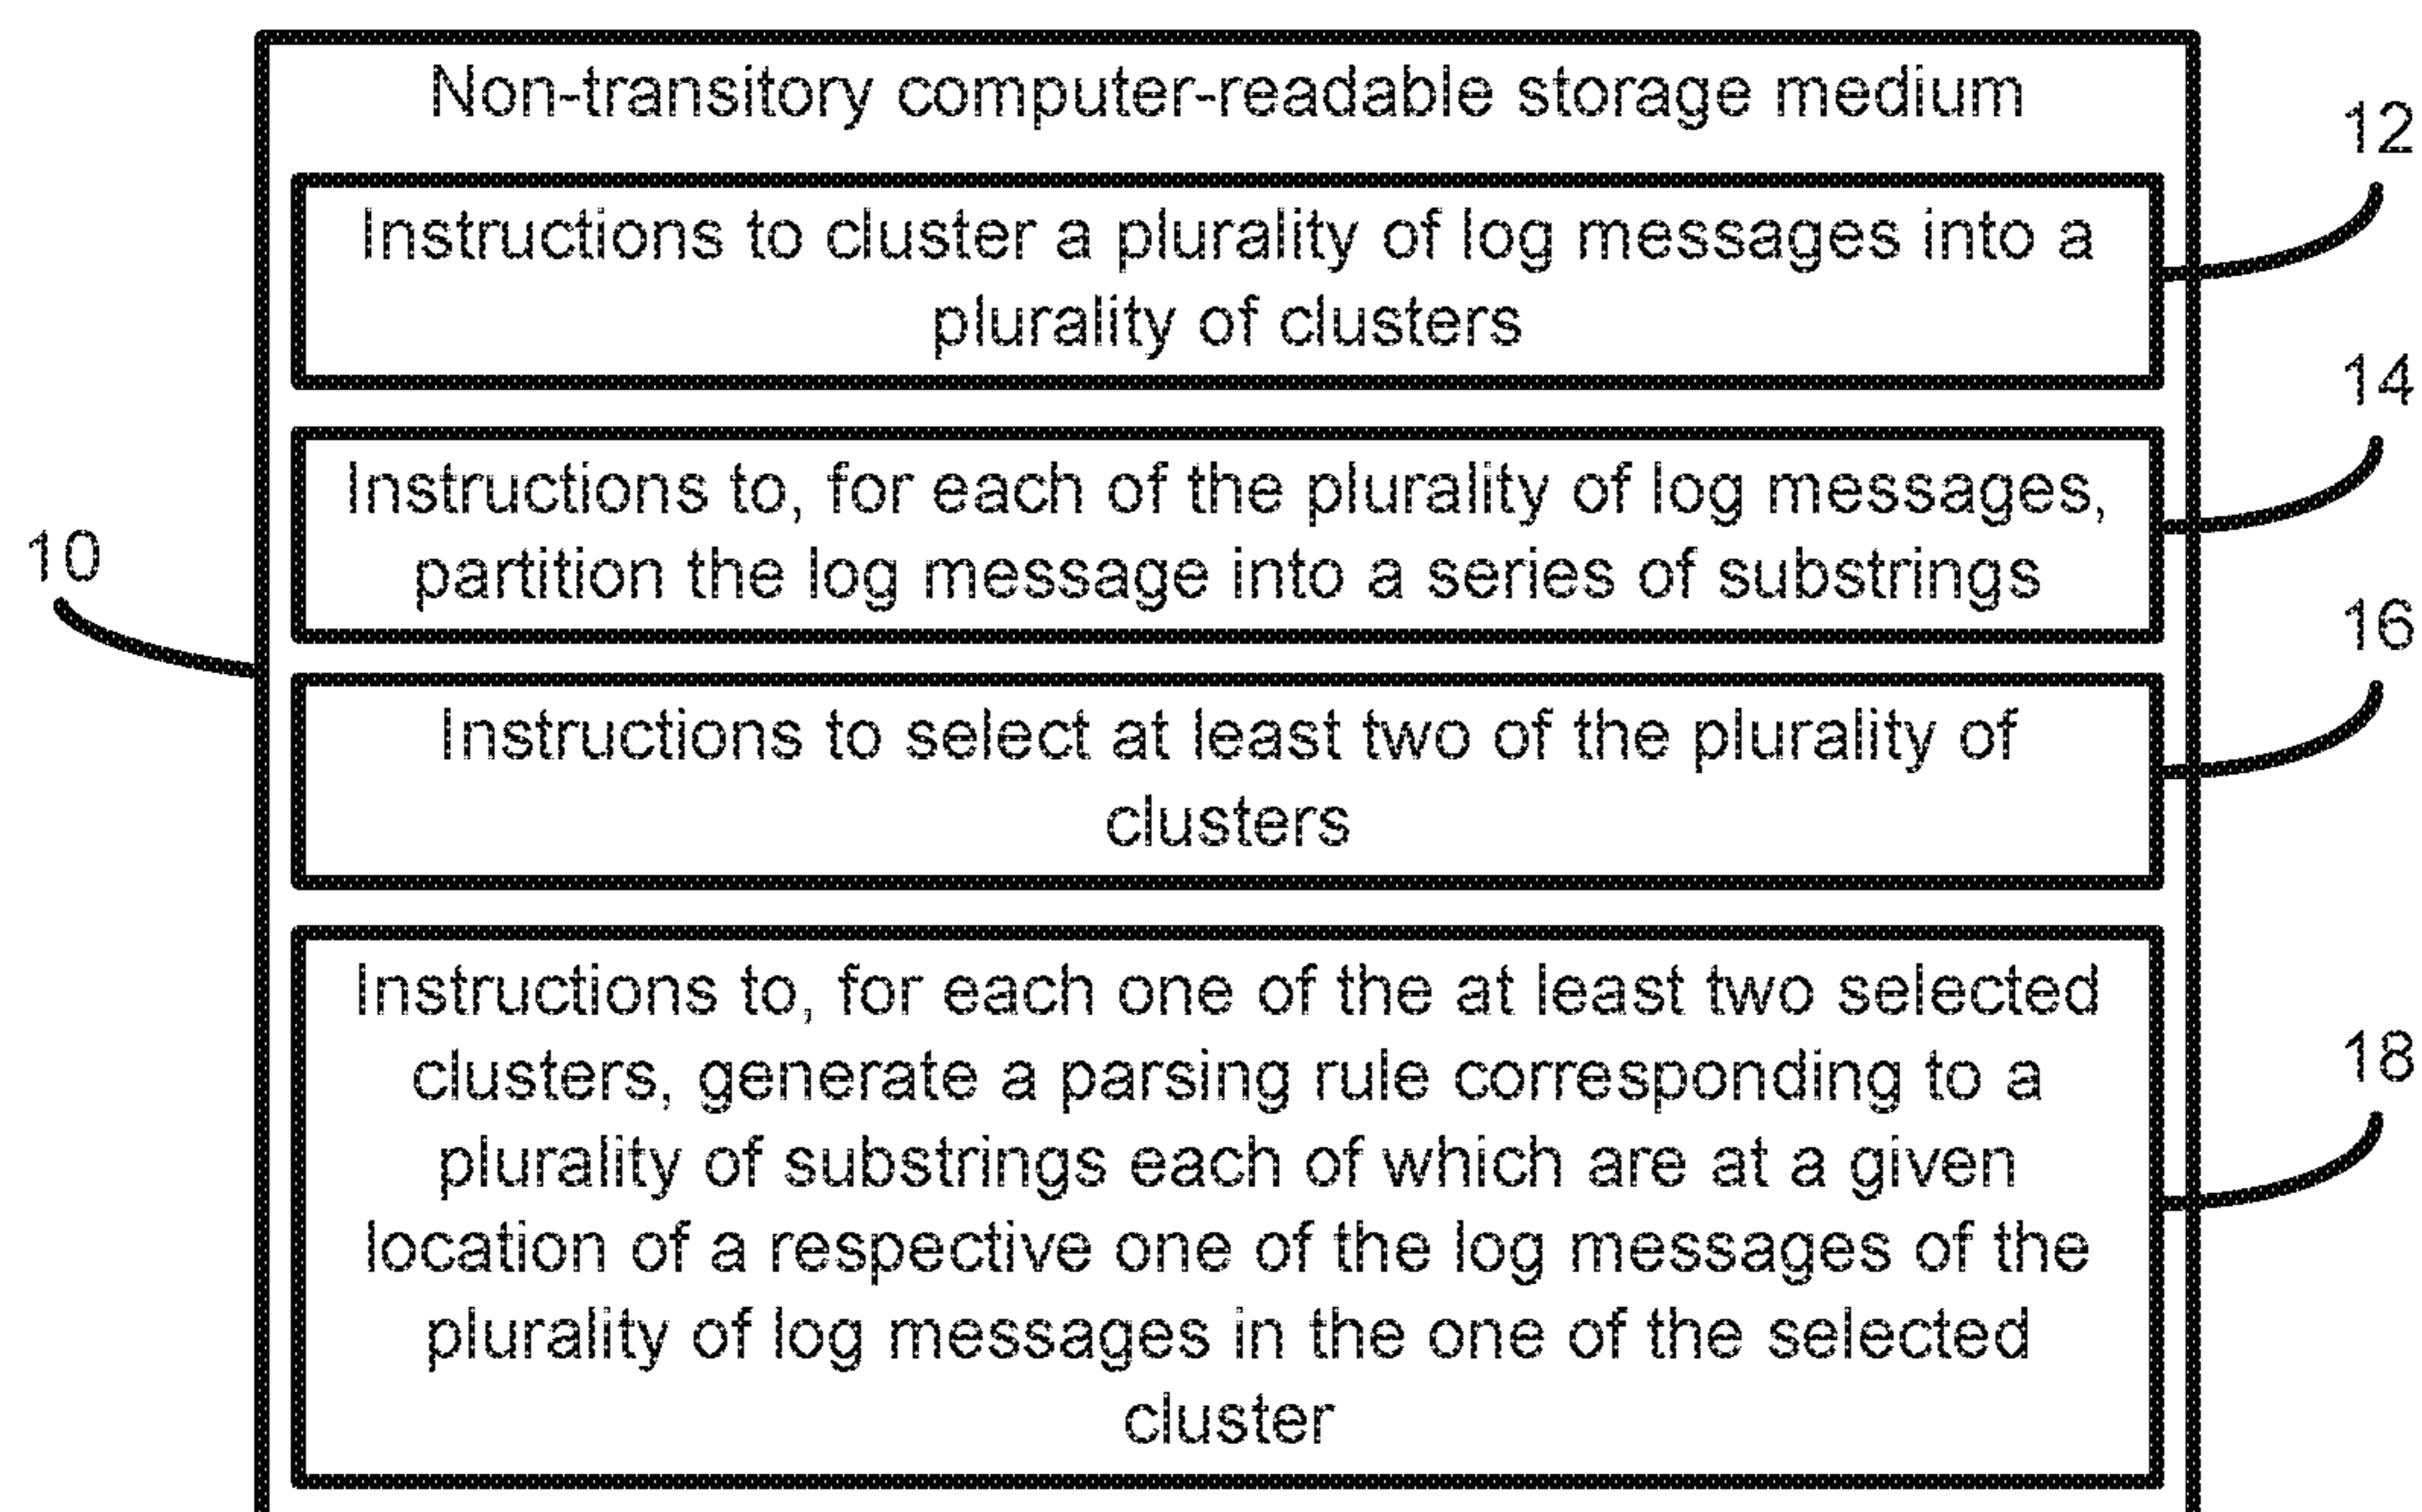 Non-transitory computer-readable storage medium
12
Instructions to cluster a plurality of log messages into a
plurality of clusters
14
Instructions to, for each of the plurality of log messages,
partition the log message into a series of substrings
10
16
Instructions to select at least two of the plurality of
clusters
Instructions to, for each one of the at least two selected
clusters, generate a parsing rule corresponding to a
18
plurality of substrings each of which are at a given
location of a respective one of the log messages of the
plurality of log messages in the one of the selected
cluster